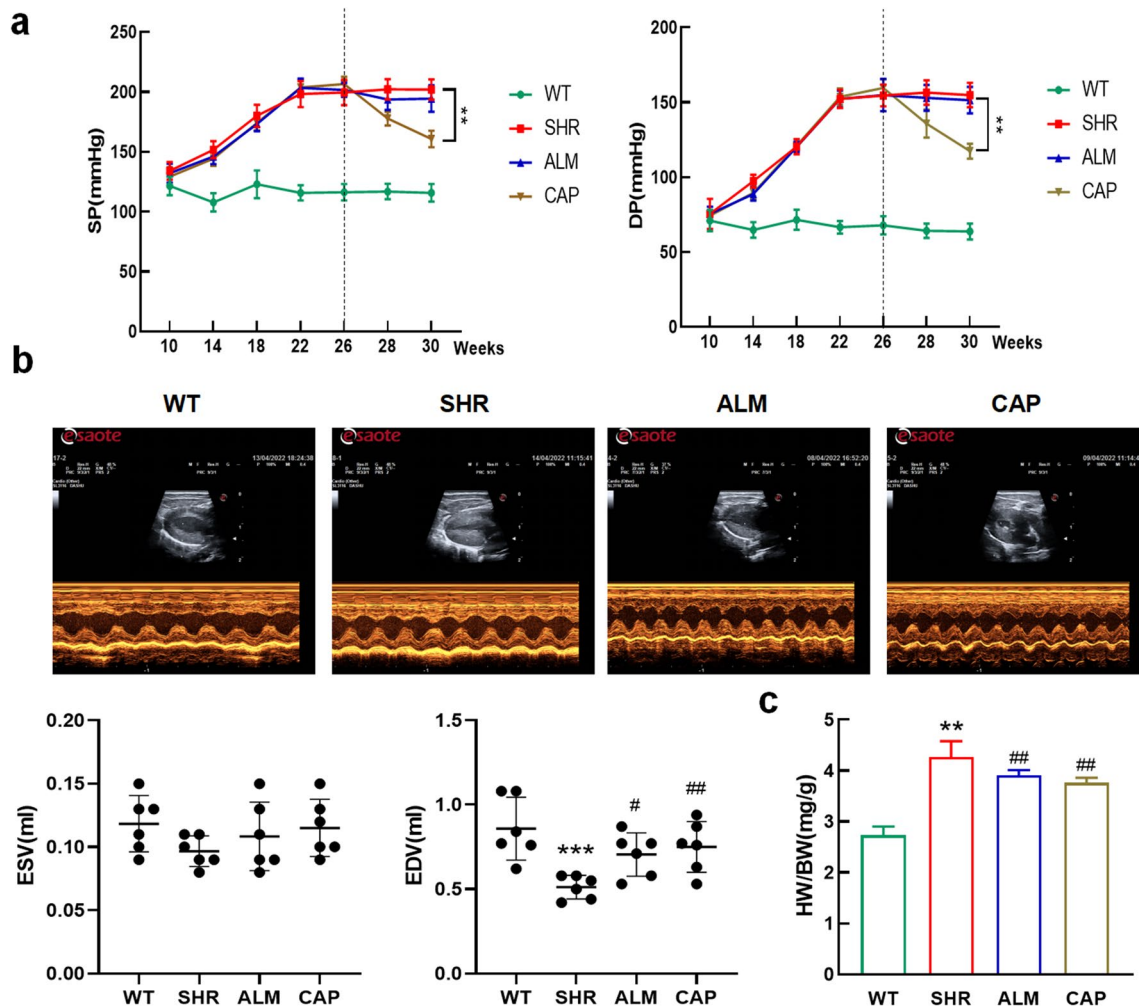 a
250
200
150
100
50
0
SP(mmHg)
10 14 18 22 26 28 30 Weeks
WT
SHR
ALM
CAP
**
200
150
100
50
0
DP(mmHg)
10 14 18 22 26 28 30 Weeks
WT
SHR
ALM
CAP
**
b
WT SHR ALM CAP
esaote
13/04/2022 18:24:38
esaote
14/04/2022 11:15:41
esaote
08/04/2022 16:52:20
esaote
09/04/2022 11:14:4
0.20
0.15
0.10
0.05
0.00
ESV(ml)
WT SHR ALM CAP
1.5
1.0
0.5
0.0
EDV(ml)
***
#
##
WT SHR ALM CAP
c
5
4
3
2
1
0
HW/BW(mg/g)
**
##
##
WT SHR ALM CAP